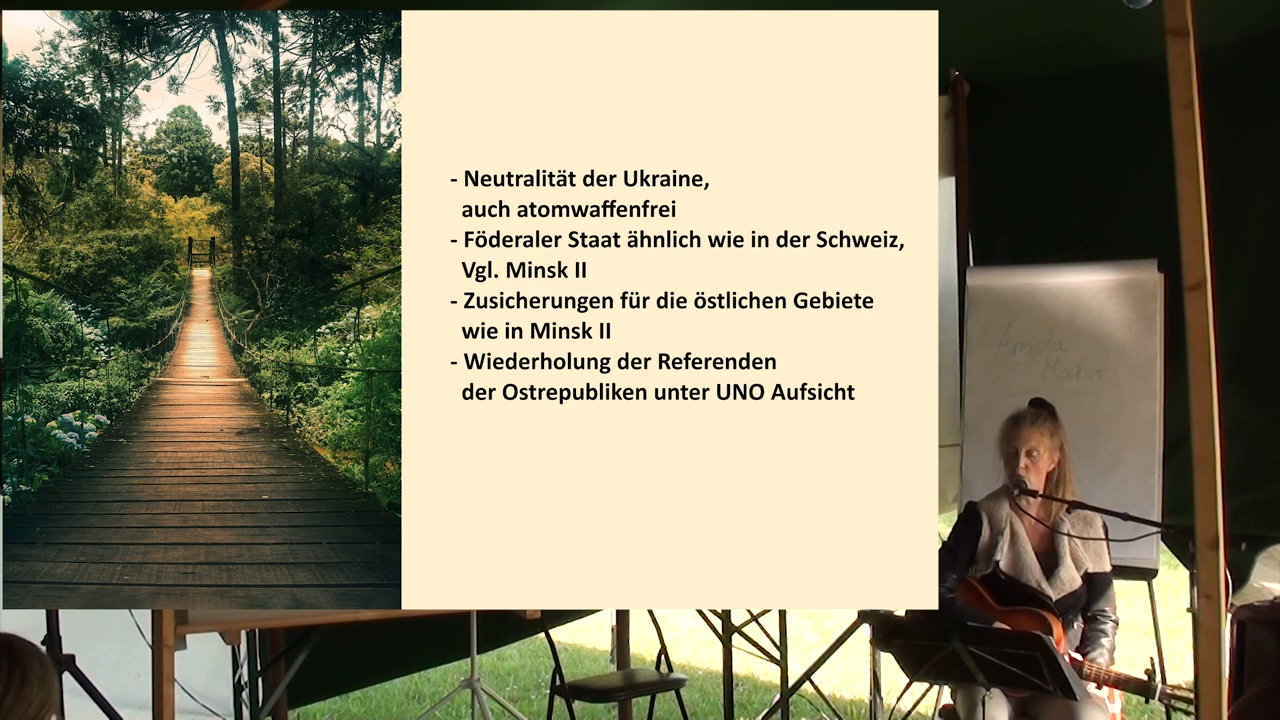 - Neutralität der Ukraine,
auch atomwaffenfrei
- Föderaler Staat ähnlich wie in der Schweiz,
Vgl. Minsk II
- Zusicherungen für die östlichen Gebiete
wie in Minsk II
- Wiederholung der Referenden
der Ostrepubliken unter UNO Aufsicht
Angela